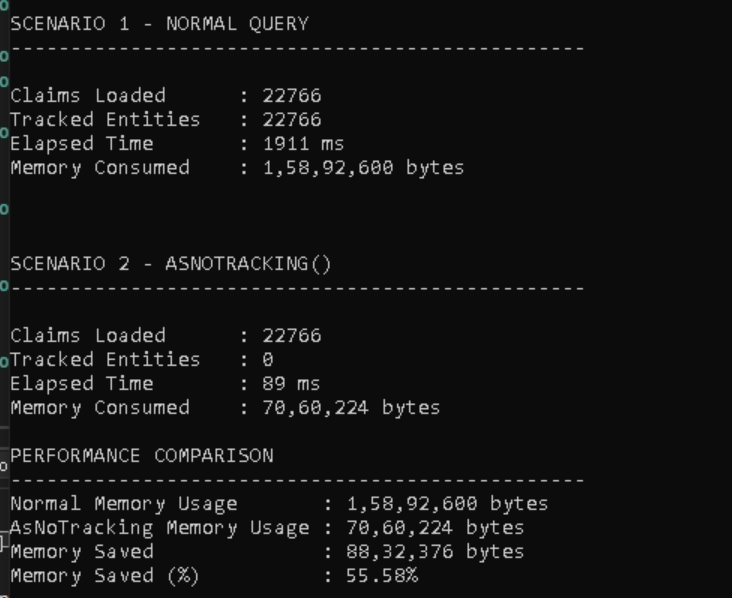 SCENARIO 1 - NORMAL QUERY
-----------------------------------------------
Claims Loaded : 22766
Tracked Entities : 22766
Elapsed Time : 1911 ms
Memory Consumed : 1,58,92,600 bytes
SCENARIO 2 - ASNOTRACKING()
-----------------------------------------------
Claims Loaded : 22766
Tracked Entities : 0
Elapsed Time : 89 ms
Memory Consumed : 70,60,224 bytes
PERFORMANCE COMPARISON
-----------------------------------------------
Normal Memory Usage : 1,58,92,600 bytes
AsNoTracking Memory Usage : 70,60,224 bytes
Memory Saved : 88,32,376 bytes
Memory Saved (%) : 55.58%